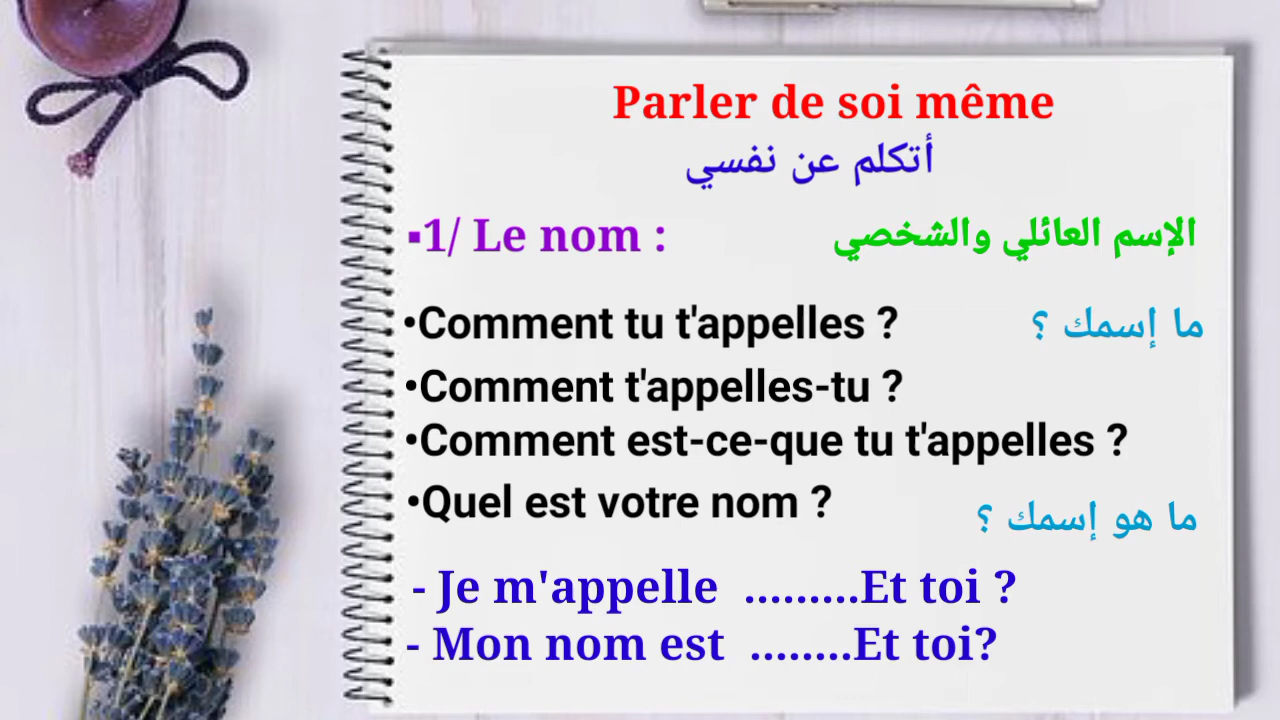 Parler de soi même
أتكلم عن نفسي
▪1/ Le nom : الإسم العائلي والشخصي
•Comment tu t'appelles ? ما إسمك ؟
•Comment t'appelles-tu ?
•Comment est-ce-que tu t'appelles ?
•Quel est votre nom ? ما هو إسمك ؟
- Je m'appelle .........Et toi ?
- Mon nom est ........Et toi?